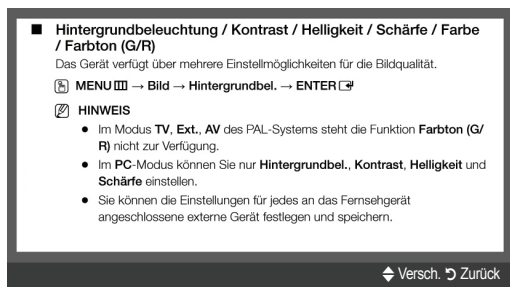 ■ Hintergrundbeleuchtung / Kontrast / Helligkeit / Schärfe / Farbe
/ Farbton (G/R)
Das Gerät verfügt über mehrere Einstellmöglichkeiten für die Bildqualität.
MENU → Bild → Hintergrundbel. → ENTER
HINWEIS
● Im Modus TV, Ext., AV des PAL-Systems steht die Funktion Farbton (G/
R) nicht zur Verfügung.
● Im PC-Modus können Sie nur Hintergrundbel., Kontrast, Helligkeit und
Schärfe einstellen.
● Sie können die Einstellungen für jedes an das Fernsehgerät
angeschlossene externe Gerät festlegen und speichern.
Versch. Zurück